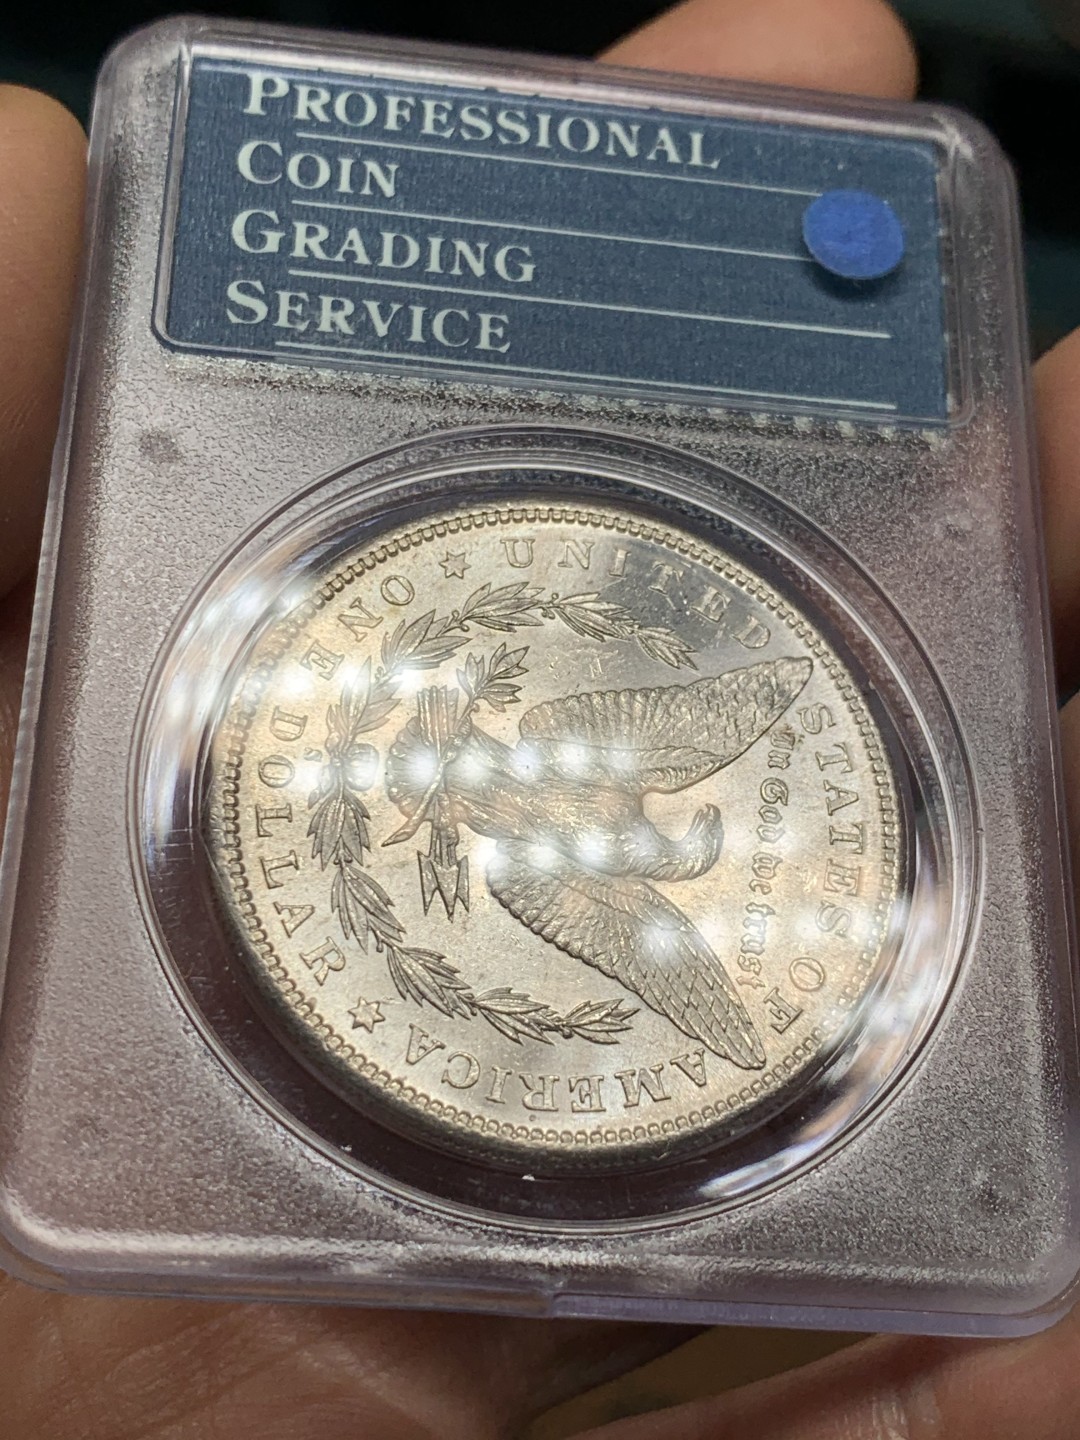 PROFESSIONAL
COIN
GRADING
SERVICE
UNITED STATES OF AMERICA
In God we trust
ONE DOLLAR